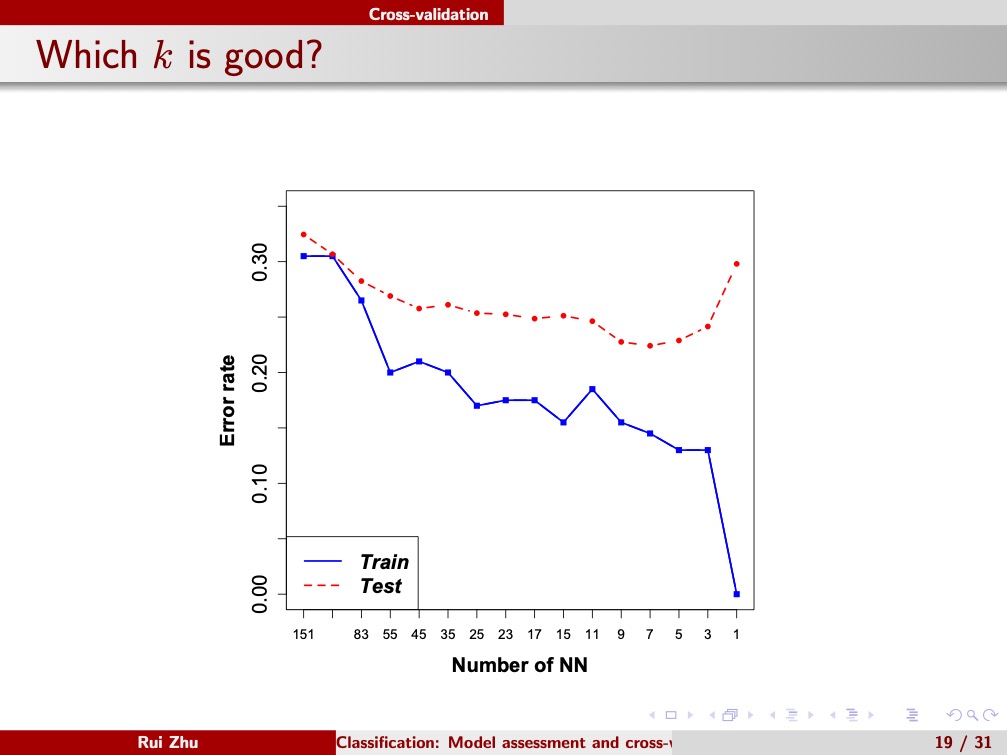 Cross-validation
Which k is good?
Error rate
0.30
0.20
0.10
0.00
Train
Test
151 83 55 45 35 25 23 17 15 11 9 7 5 3 1
Number of NN
Rui Zhu Classification: Model assessment and cross-v 19 / 31